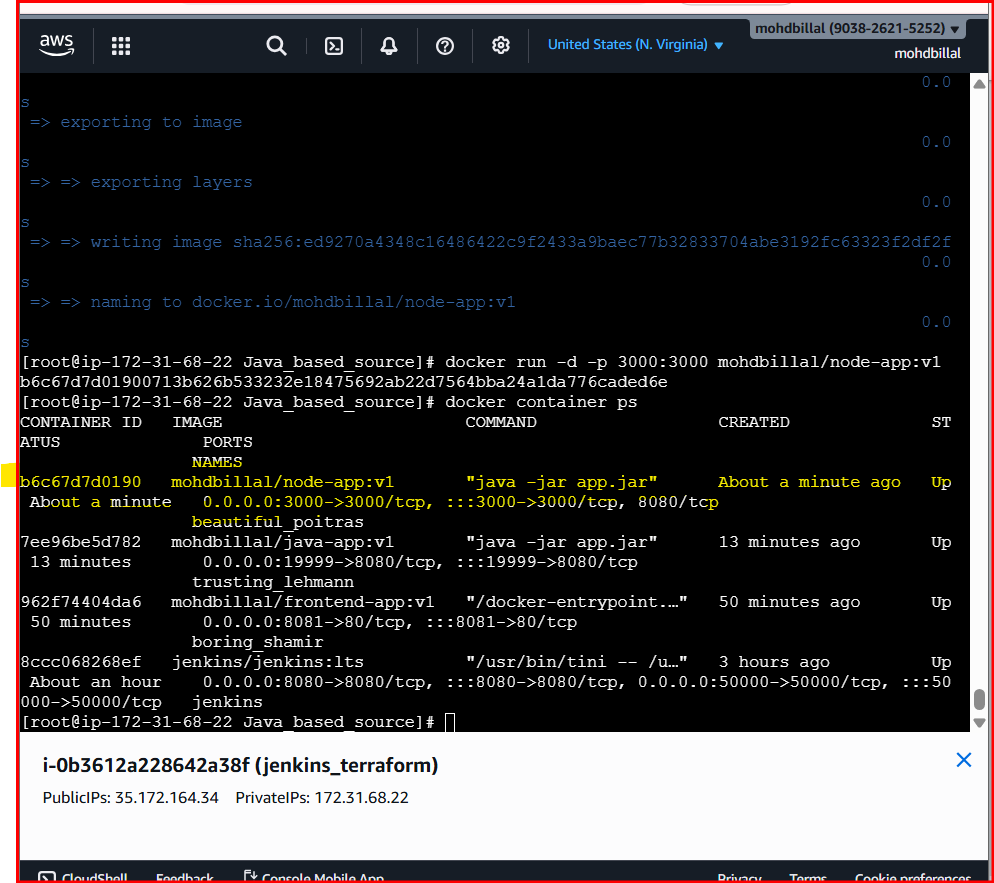 aws
United States (N. Virginia) ▼
mohdbillal (9038-2621-5252) ▼
mohdbillal
0.0
s
=> exporting to image
0.0
s
=> => exporting layers
0.0
s
=> => writing image sha256:ed9270a4348c16486422c9f2433a9baec77b32833704abe3192fc63323f2df2f
0.0
s
=> => naming to docker.io/mohdbillal/node-app:v1
0.0
s
[root@ip-172-31-68-22 Java_based_source]# docker run -d -p 3000:3000 mohdbillal/node-app:v1
b6c67d7d01900713b626b533232e18475692ab22d7564bba24a1da776caded6e
[root@ip-172-31-68-22 Java_based_source]# docker container ps
CONTAINER ID   IMAGE                        COMMAND                  CREATED              ST
ATUS              PORTS
NAMES
b6c67d7d0190   mohdbillal/node-app:v1       "java -jar app.jar"      About a minute ago   Up
About a minute   0.0.0.0:3000->3000/tcp, :::3000->3000/tcp, 8080/tcp
beautiful_poitras
7ee96be5d782   mohdbillal/java-app:v1       "java -jar app.jar"      13 minutes ago       Up
13 minutes       0.0.0.0:19999->8080/tcp, :::19999->8080/tcp
trusting_lehmann
962f74404da6   mohdbillal/frontend-app:v1   "/docker-entrypoint.…"   50 minutes ago       Up
50 minutes       0.0.0.0:8081->80/tcp, :::8081->80/tcp
boring_shamir
8ccc068268ef   jenkins/jenkins:lts          "/usr/bin/tini -- /u…"   3 hours ago          Up
About an hour    0.0.0.0:8080->8080/tcp, :::8080->8080/tcp, 0.0.0.0:50000->50000/tcp, :::50
000->50000/tcp   jenkins
[root@ip-172-31-68-22 Java_based_source]#
i-0b3612a228642a38f (jenkins_terraform)
PublicIPs: 35.172.164.34 PrivateIPs: 172.31.68.22
CloudShell Feedback Console Mobile App Privacy Terms Cookie preferences